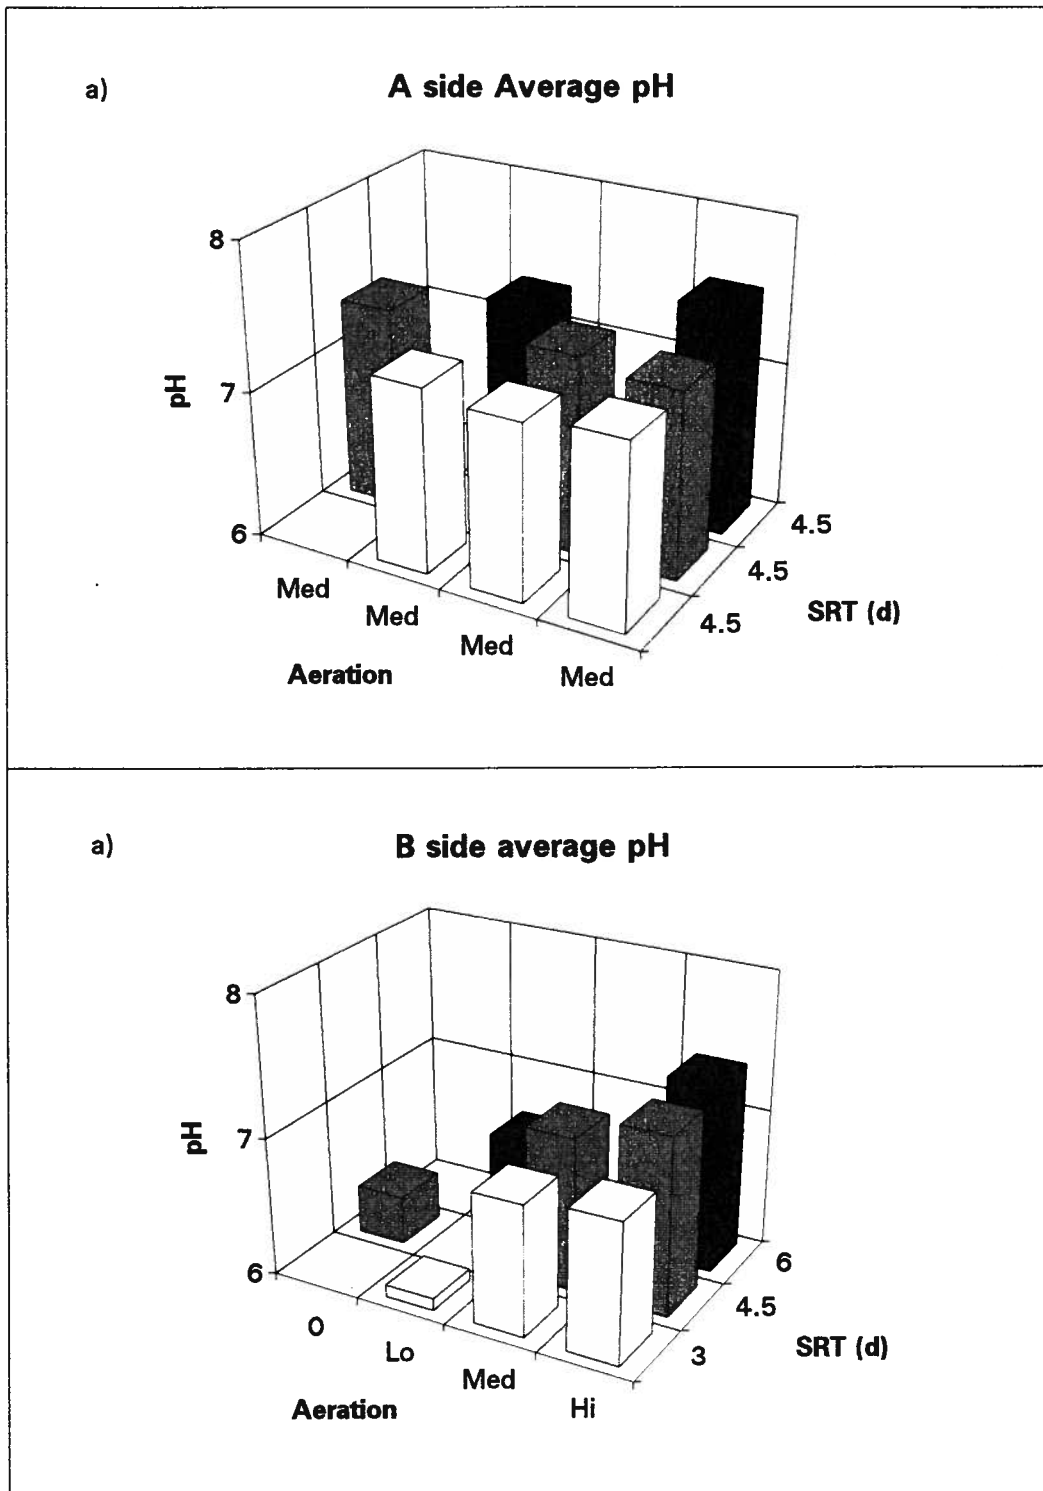 a)
A side Average pH
8
7
6
pH
Med
Med
Med
Med
Aeration
4.5
4.5
4.5
SRT (d)
a)
B side average pH
8
7
6
pH
0
Lo
Med
Hi
Aeration
6
4.5
3
SRT (d)